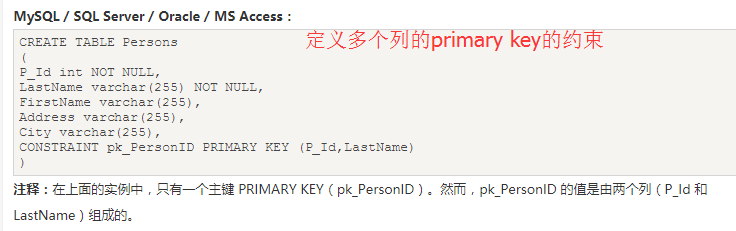 MySQL / SQL Server / Oracle / MS Access：
CREATE TABLE Persons
定义多个列的primary key的约束
(
P_Id int NOT NULL,
LastName varchar(255) NOT NULL,
FirstName varchar(255),
Address varchar(255),
City varchar(255),
CONSTRAINT pk_PersonID PRIMARY KEY (P_Id,LastName)
)
注释：在上面的实例中，只有一个主键 PRIMARY KEY（pk_PersonID）。然而，pk_PersonID 的值是由两个列（P_Id 和
LastName）组成的。